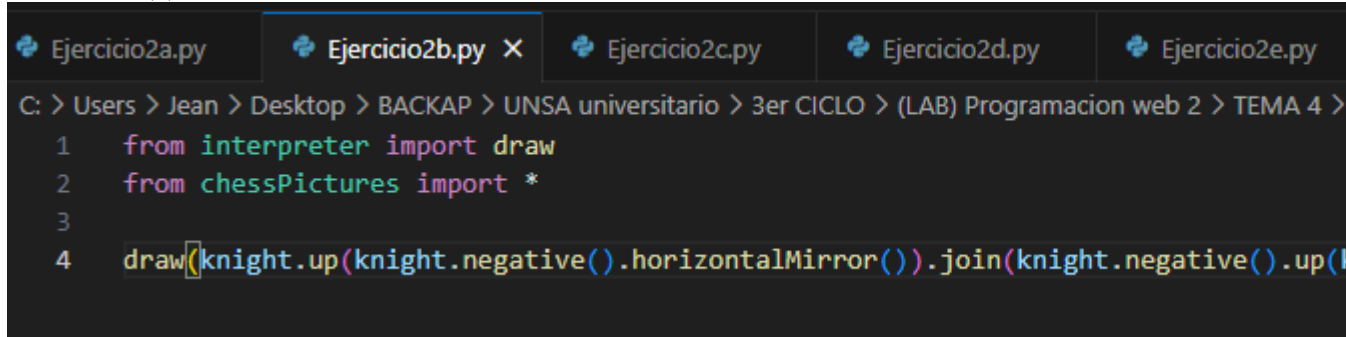 Ejercicio2a.py Ejercicio2b.py × Ejercicio2c.py Ejercicio2d.py Ejercicio2e.py
C: > Users > Jean > Desktop > BACKAP > UNSA universitario > 3er CICLO > (LAB) Programacion web 2 > TEMA 4 >
1 from interpreter import draw
2 from chessPictures import *
3
4 draw(knight.up(knight.negative().horizontalMirror()).join(knight.negative().up(